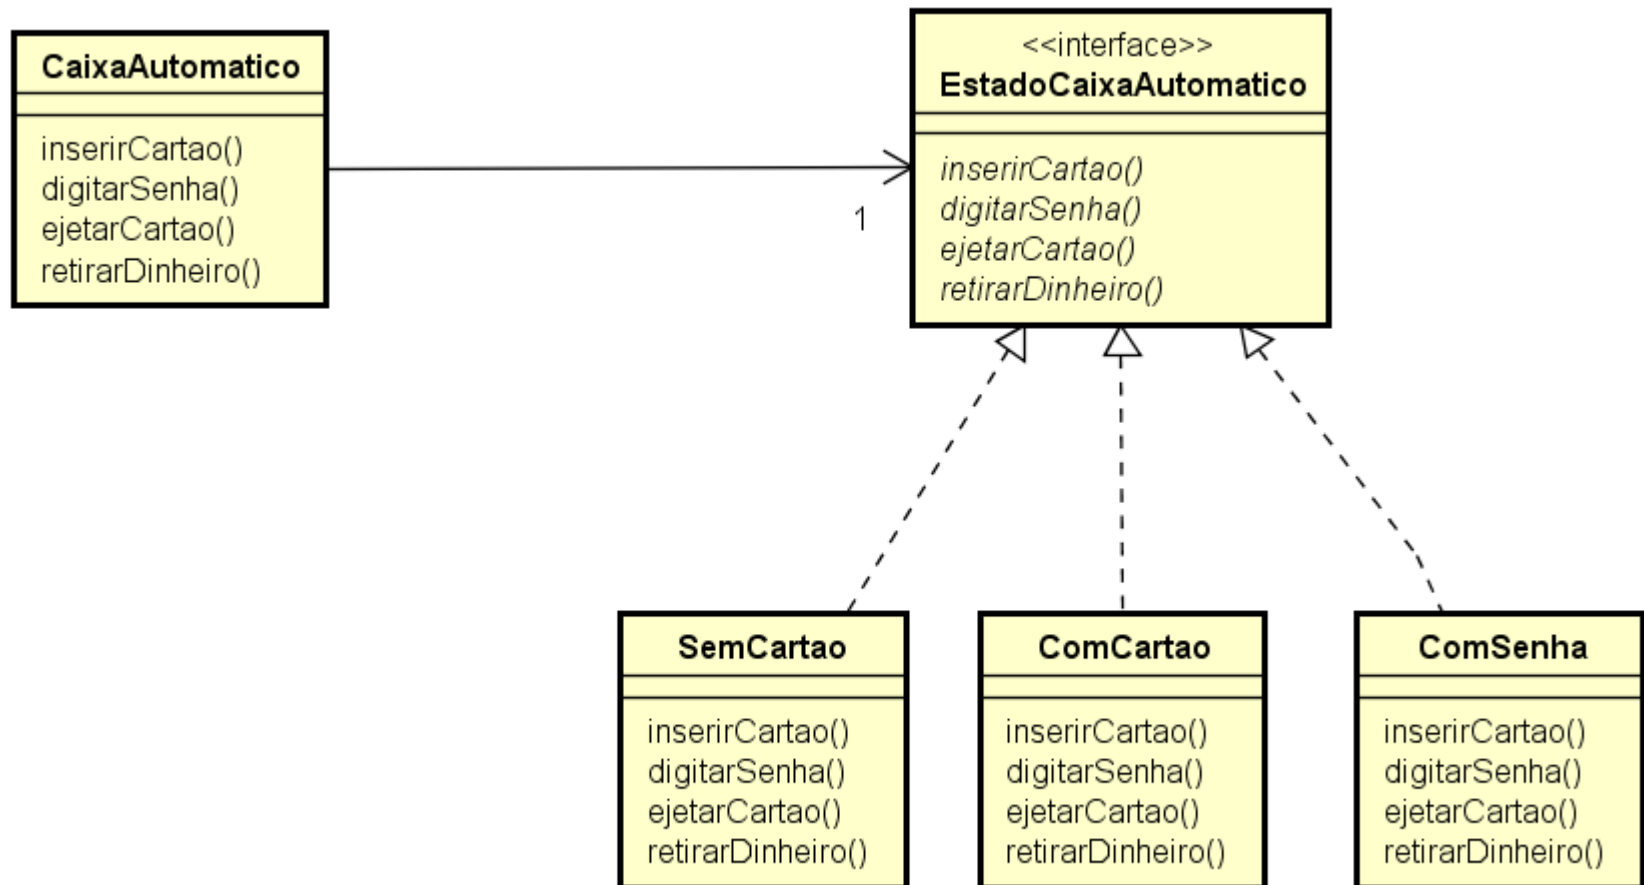 CaixaAutomatico
inserirCartao()
digitarSenha()
ejetarCartao()
retirarDinheiro()
1
<<interface>>
EstadoCaixaAutomatico
inserirCartao()
digitarSenha()
ejetarCartao()
retirarDinheiro()
SemCartao
inserirCartao()
digitarSenha()
ejetarCartao()
retirarDinheiro()
ComCartao
inserirCartao()
digitarSenha()
ejetarCartao()
retirarDinheiro()
ComSenha
inserirCartao()
digitarSenha()
ejetarCartao()
retirarDinheiro()